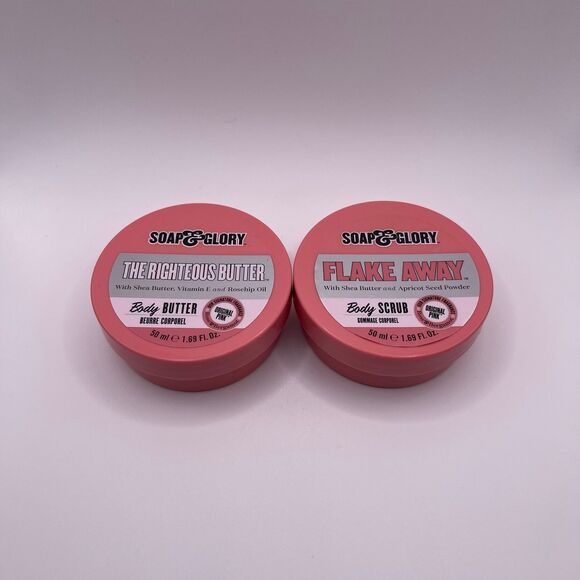 SOAP&GLORY
THE RIGHTEOUS BUTTER™
With Shea Butter, Vitamin E and Rosehip Oil
Body BUTTER
BEURRE CORPOREL
ORIGINAL
PINK
50 ml e 1.69 FL. Oz.
SOAP&GLORY
FLAKE AWAY™
With Shea Butter and Apricot Seed Powder
Body SCRUB
GOMMAGE CORPOREL
ORIGINAL
PINK
50 ml e 1.69 FL. Oz.